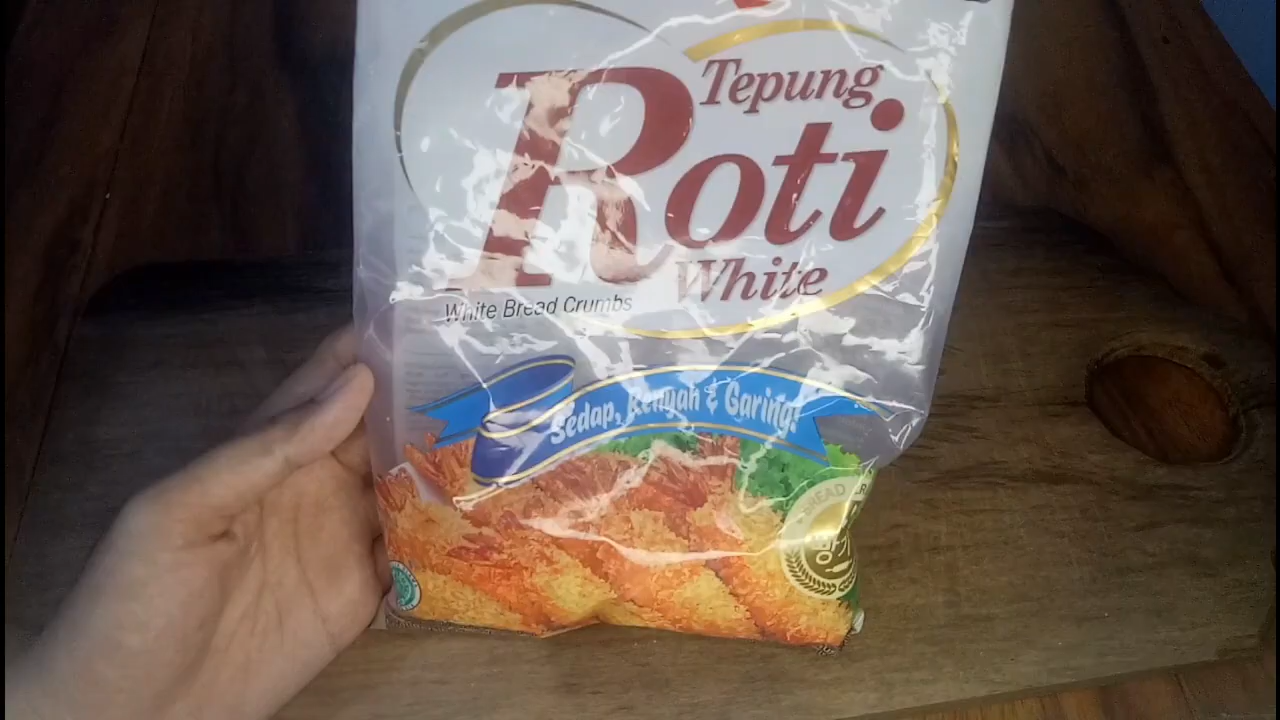 Tepung
Roti
White
White Bread Crumbs
Sedap, Renyah & Garing!